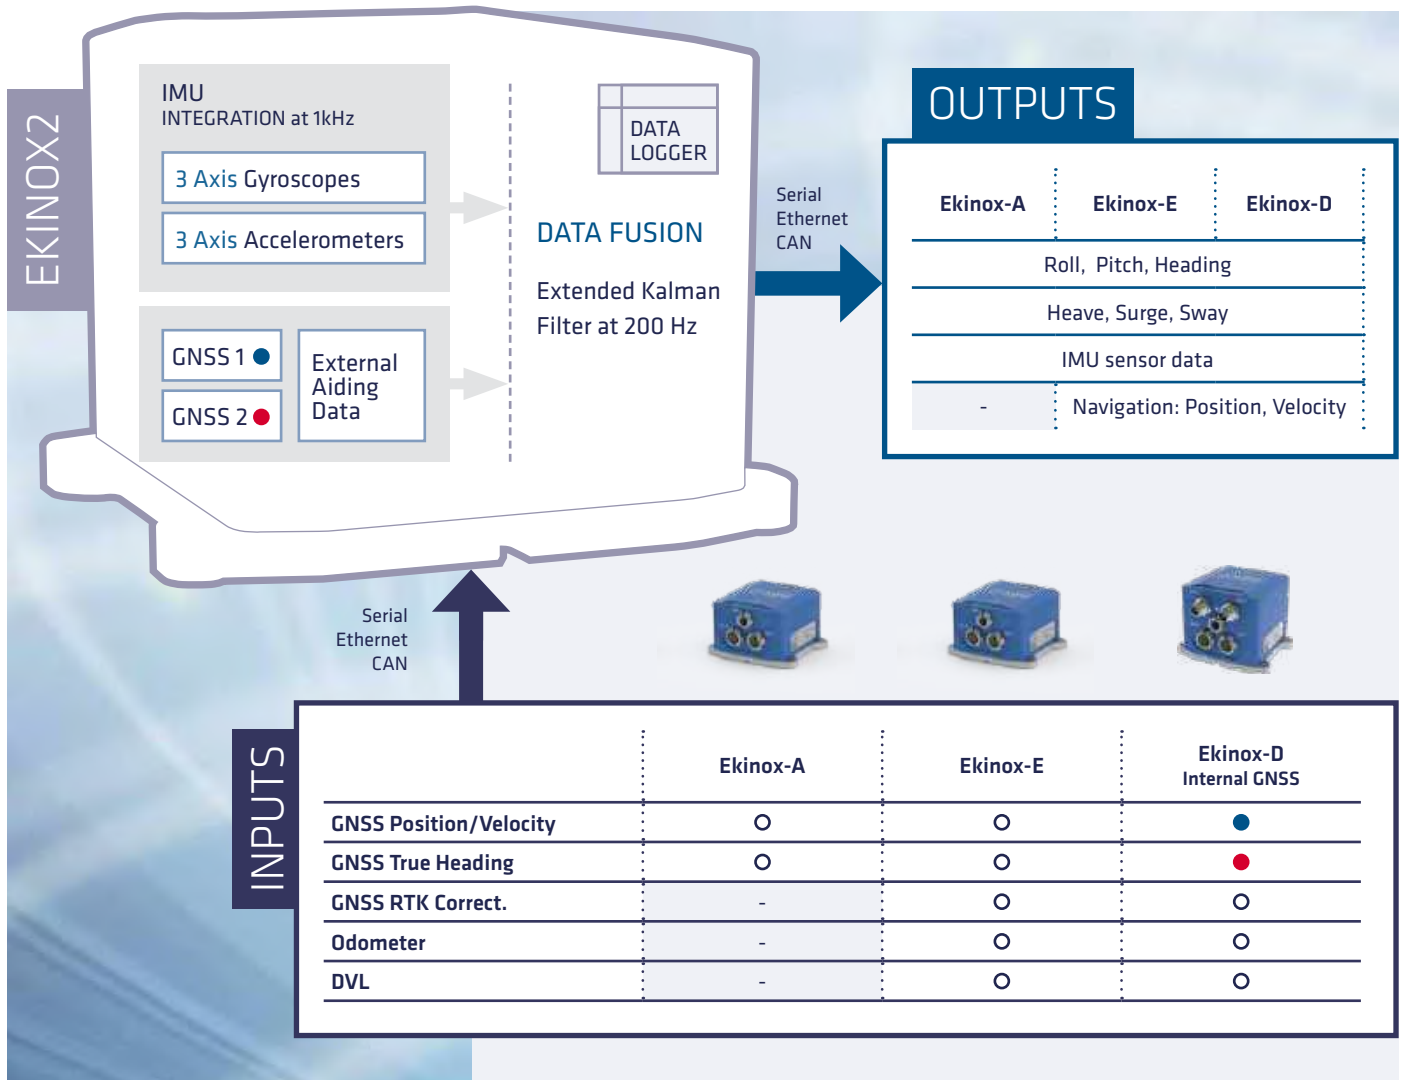 EKINOX2
IMU
INTEGRATION at 1kHz
3 Axis Gyroscopes
3 Axis Accelerometers
GNSS 1
GNSS 2
External
Aiding
Data
DATA
LOGGER
DATA FUSION
Extended Kalman
Filter at 200 Hz
Serial
Ethernet
CAN
OUTPUTS
Ekinox-A Ekinox-E Ekinox-D
Roll, Pitch, Heading
Heave, Surge, Sway
IMU sensor data
- Navigation: Position, Velocity
Serial
Ethernet
CAN
INPUTS
Ekinox-A Ekinox-E Ekinox-D
Internal GNSS
GNSS Position/Velocity
GNSS True Heading
GNSS RTK Correct. -
Odometer -
DVL -